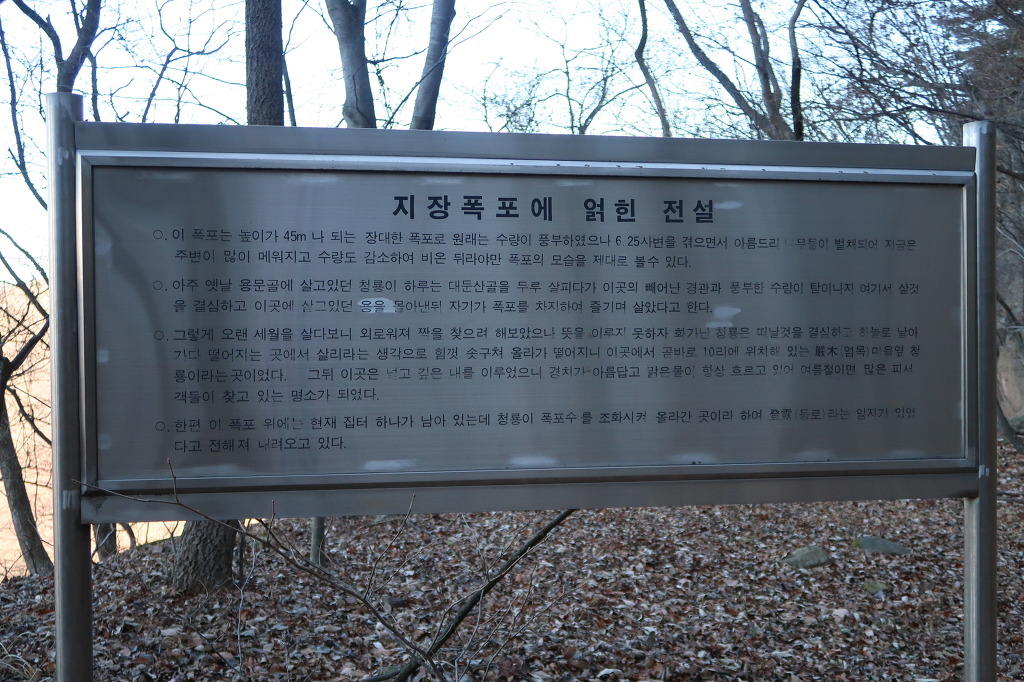 지장폭포에 얽힌 전설
○. 이 폭포는 높이가 45m 나 되는 장대한 폭포로 원래는 수량이 풍부하였으나 6.25사변을 겪으면서 아름드리 나무들이 벌채되어 지금은
주변이 많이 메워지고 수량도 감소하여 비온 뒤라야만 폭포의 모습을 제대로 볼수 있다.
○. 아주 옛날 용문골에 살고있던 청룡이 하루는 대둔산골을 두루 살피다가 이곳의 빼어난 경관과 풍부한 수량이 탐이나지 여기서 살것
을 결심하고 이곳에 살고있던 용을 몰아낸뒤 자기가 폭포를 차지하여 즐기며 살았다고 한다.
○. 그렇게 오랜 세월을 살다보니 외로워져 짝을 찾으려 해보았으나 뜻을 이루지 못하자 화가난 청룡은 떠날것을 결심하고 하늘로 날아
가다 떨어지는 곳에서 살리라는 생각으로 힘껏 솟구쳐 올라가 떨어지니 이곳에서 곧바로 10리에 위치해 있는 嚴木(엄목)마을옆 청
룡이라는곳이었다. 그뒤 이곳은 넓고 깊은 내를 이루었으니 경치가 아름답고 맑은물이 항상 흐르고 있어 여름철이면 많은 피서
객들이 찾고 있는 명소가 되었다.
○. 한편 이 폭포 위에는 현재 집터 하나가 남아 있는데 청룡이 폭포수를 조화시켜 올라간 곳이라 하여 (등로)라는 암자가 있었
다고 전해져 내려오고 있다.